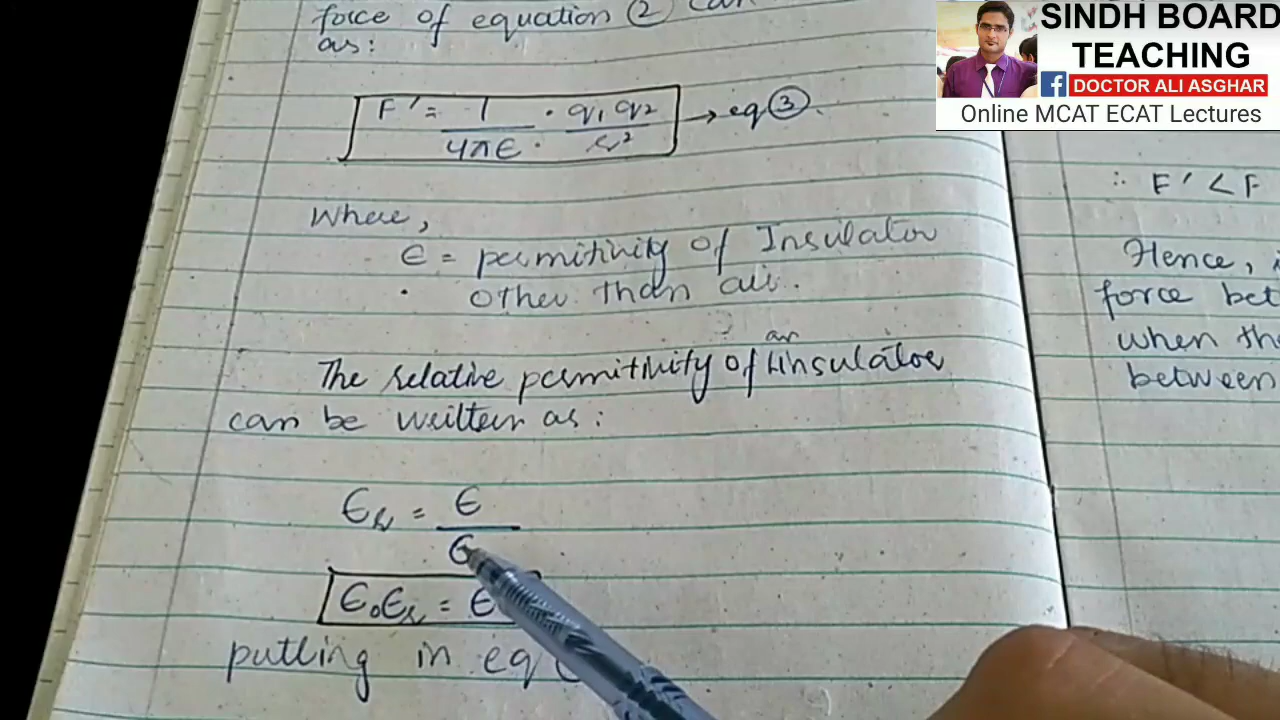 force of equation ②
as:
F' = 1/4πε · q₁q₂/r² → eq ③.
Where,
ε = permitivity of Insulator
other than air.
The relative permitivity of an insulator
can be written as:
εr = ε
ε
ε₀εr = ε
putting in eq
∴ F' < F
Hence,
force bet
when th
between
SINDH BOARD
TEACHING
f DOCTOR ALI ASGHAR
Online MCAT ECAT Lectures